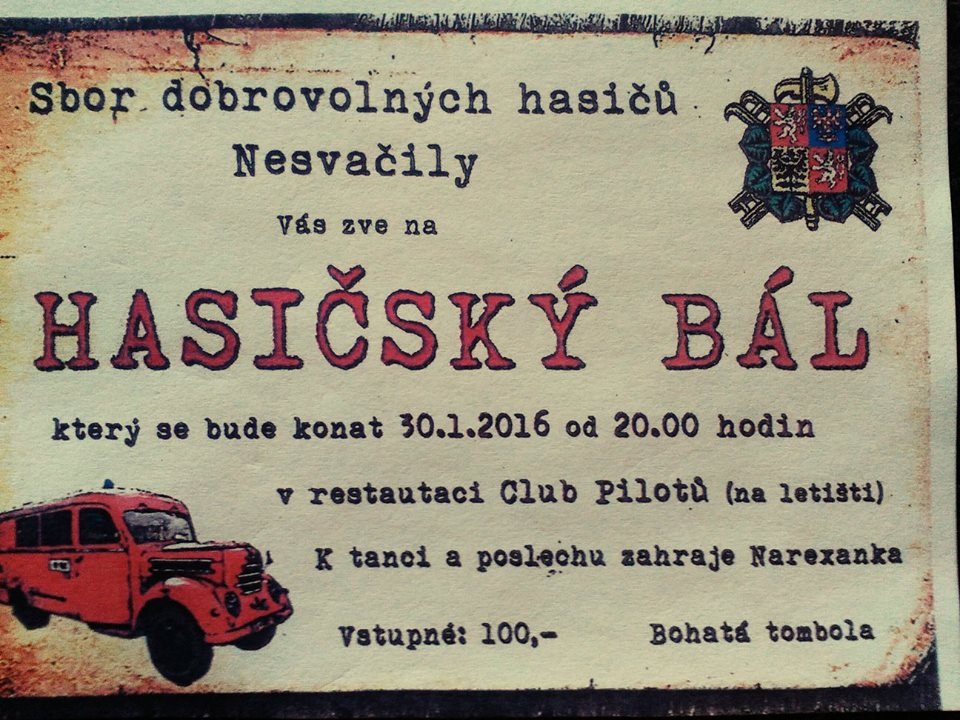 Sbor dobrovolných hasičů
Nesvačily
Vás zve na
HASIČSKÝ BÁL
který se bude konat 30.1.2016 od 20.00 hodin
v restautaci Club Pilotů (na letišti)
K tanci a poslechu zahraje Narexanka
Vstupné: 100,- Bohatá tombola